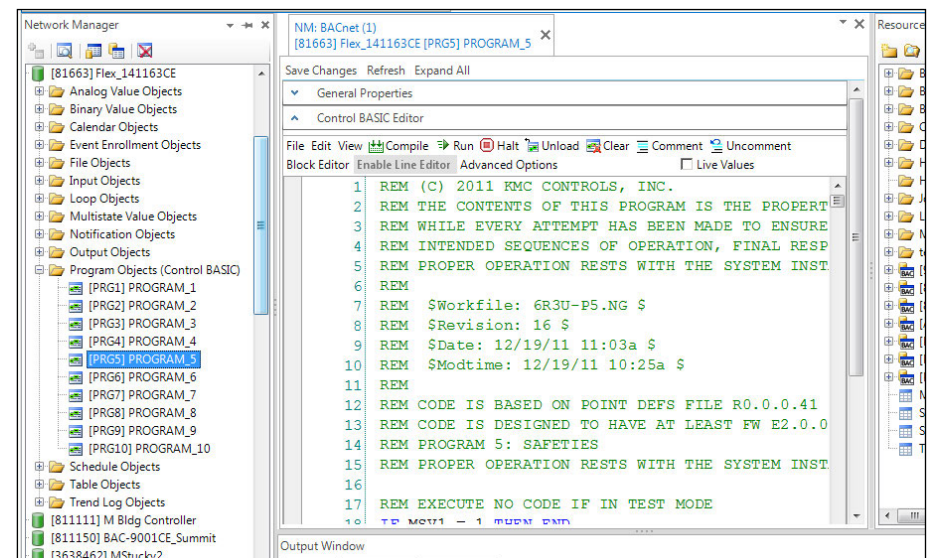 Network Manager
[81663] Flex_141163CE
Analog Value Objects
Binary Value Objects
Calendar Objects
Event Enrollment Objects
File Objects
Input Objects
Loop Objects
Multistate Value Objects
Notification Objects
Output Objects
Program Objects (Control BASIC)
[PRG1] PROGRAM_1
[PRG2] PROGRAM_2
[PRG3] PROGRAM_3
[PRG4] PROGRAM_4
[PRG5] PROGRAM_5
[PRG6] PROGRAM_6
[PRG7] PROGRAM_7
[PRG8] PROGRAM_8
[PRG9] PROGRAM_9
[PRG10] PROGRAM_10
Schedule Objects
Table Objects
Trend Log Objects
[811111] M Bldg Controller
[811150] BAC-9001CE_Summit
[3638462] MStucky2
NM: BACnet (1)
[81663] Flex_141163CE [PRG5] PROGRAM_5
Save Changes Refresh Expand All
General Properties
Control BASIC Editor
File Edit View Compile Run Halt Unload Clear Comment Uncomment
Block Editor Enable Line Editor Advanced Options Live Values
1 REM (C) 2011 KMC CONTROLS, INC.
2 REM THE CONTENTS OF THIS PROGRAM IS THE PROPERT
3 REM WHILE EVERY ATTEMPT HAS BEEN MADE TO ENSURE
4 REM INTENDED SEQUENCES OF OPERATION, FINAL RESP
5 REM PROPER OPERATION RESTS WITH THE SYSTEM INST
6 REM
7 REM $Workfile: 6R3U-P5.NG $
8 REM $Revision: 16 $
9 REM $Date: 12/19/11 11:03a $
10 REM $Modtime: 12/19/11 10:25a $
11 REM
12 REM CODE IS BASED ON POINT DEFS FILE R0.0.0.41
13 REM CODE IS DESIGNED TO HAVE AT LEAST FW E2.0.0
14 REM PROGRAM 5: SAFETIES
15 REM PROPER OPERATION RESTS WITH THE SYSTEM INST
16
17 REM EXECUTE NO CODE IF IN TEST MODE
18 IF MSV1 = 1 THEN END
Output Window
Resource